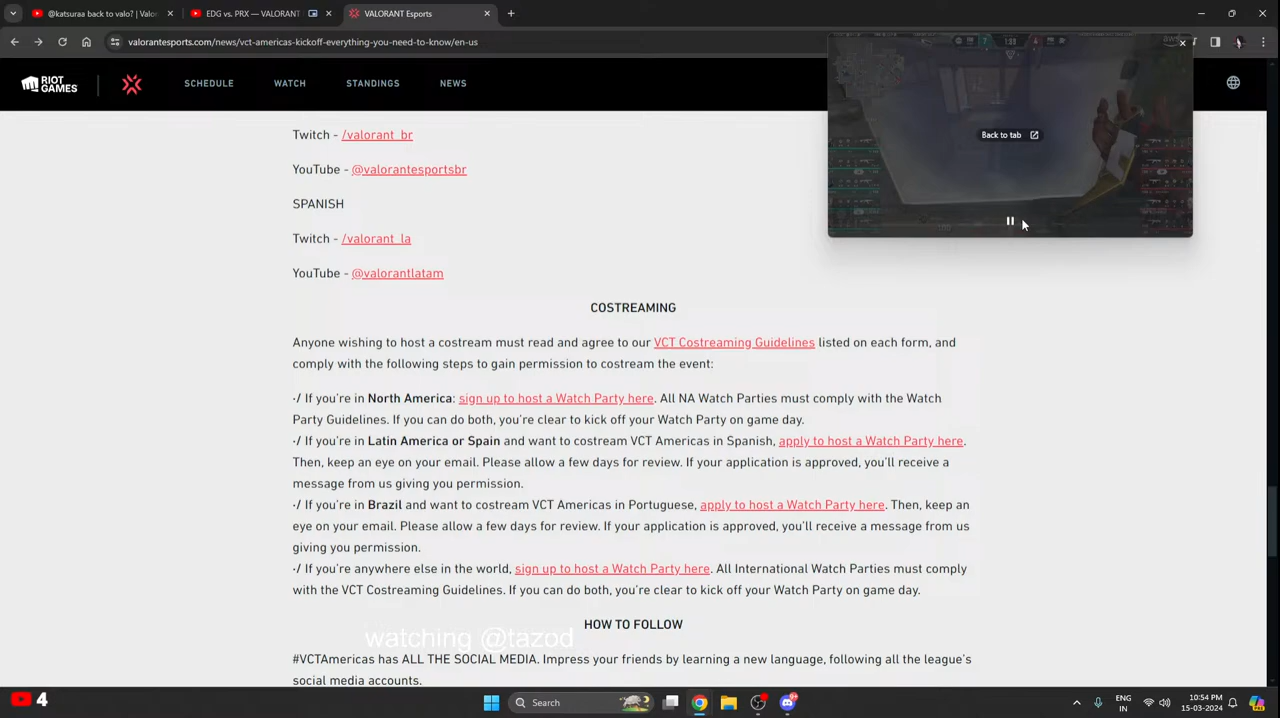 @katsuraa back to valo? | Valo
EDG vs. PRX — VALORANT
VALORANT Esports
valorantesports.com/news/vct-americas-kickoff-everything-you-need-to-know/en-us
RIOT GAMES
SCHEDULE WATCH STANDINGS NEWS
Twitch - /valorant_br
YouTube - @valorantesportsbr
SPANISH
Twitch - /valorant_la
YouTube - @valorantlatam
COSTREAMING
Anyone wishing to host a costream must read and agree to our VCT Costreaming Guidelines listed on each form, and
comply with the following steps to gain permission to costream the event:
·/ If you're in North America: sign up to host a Watch Party here. All NA Watch Parties must comply with the Watch
Party Guidelines. If you can do both, you're clear to kick off your Watch Party on game day.
·/ If you're in Latin America or Spain and want to costream VCT Americas in Spanish, apply to host a Watch Party here.
Then, keep an eye on your email. Please allow a few days for review. If your application is approved, you'll receive a
message from us giving you permission.
·/ If you're in Brazil and want to costream VCT Americas in Portuguese, apply to host a Watch Party here. Then, keep an
eye on your email. Please allow a few days for review. If your application is approved, you'll receive a message from us
giving you permission.
·/ If you're anywhere else in the world, sign up to host a Watch Party here. All International Watch Parties must comply
with the VCT Costreaming Guidelines. If you can do both, you're clear to kick off your Watch Party on game day.
HOW TO FOLLOW
watching @tazod
#VCTAmericas has ALL THE SOCIAL MEDIA. Impress your friends by learning a new language, following all the league's
social media accounts.
aws
1:33
Back to tab
4
Search
ENG
IN
10:54 PM
15-03-2024